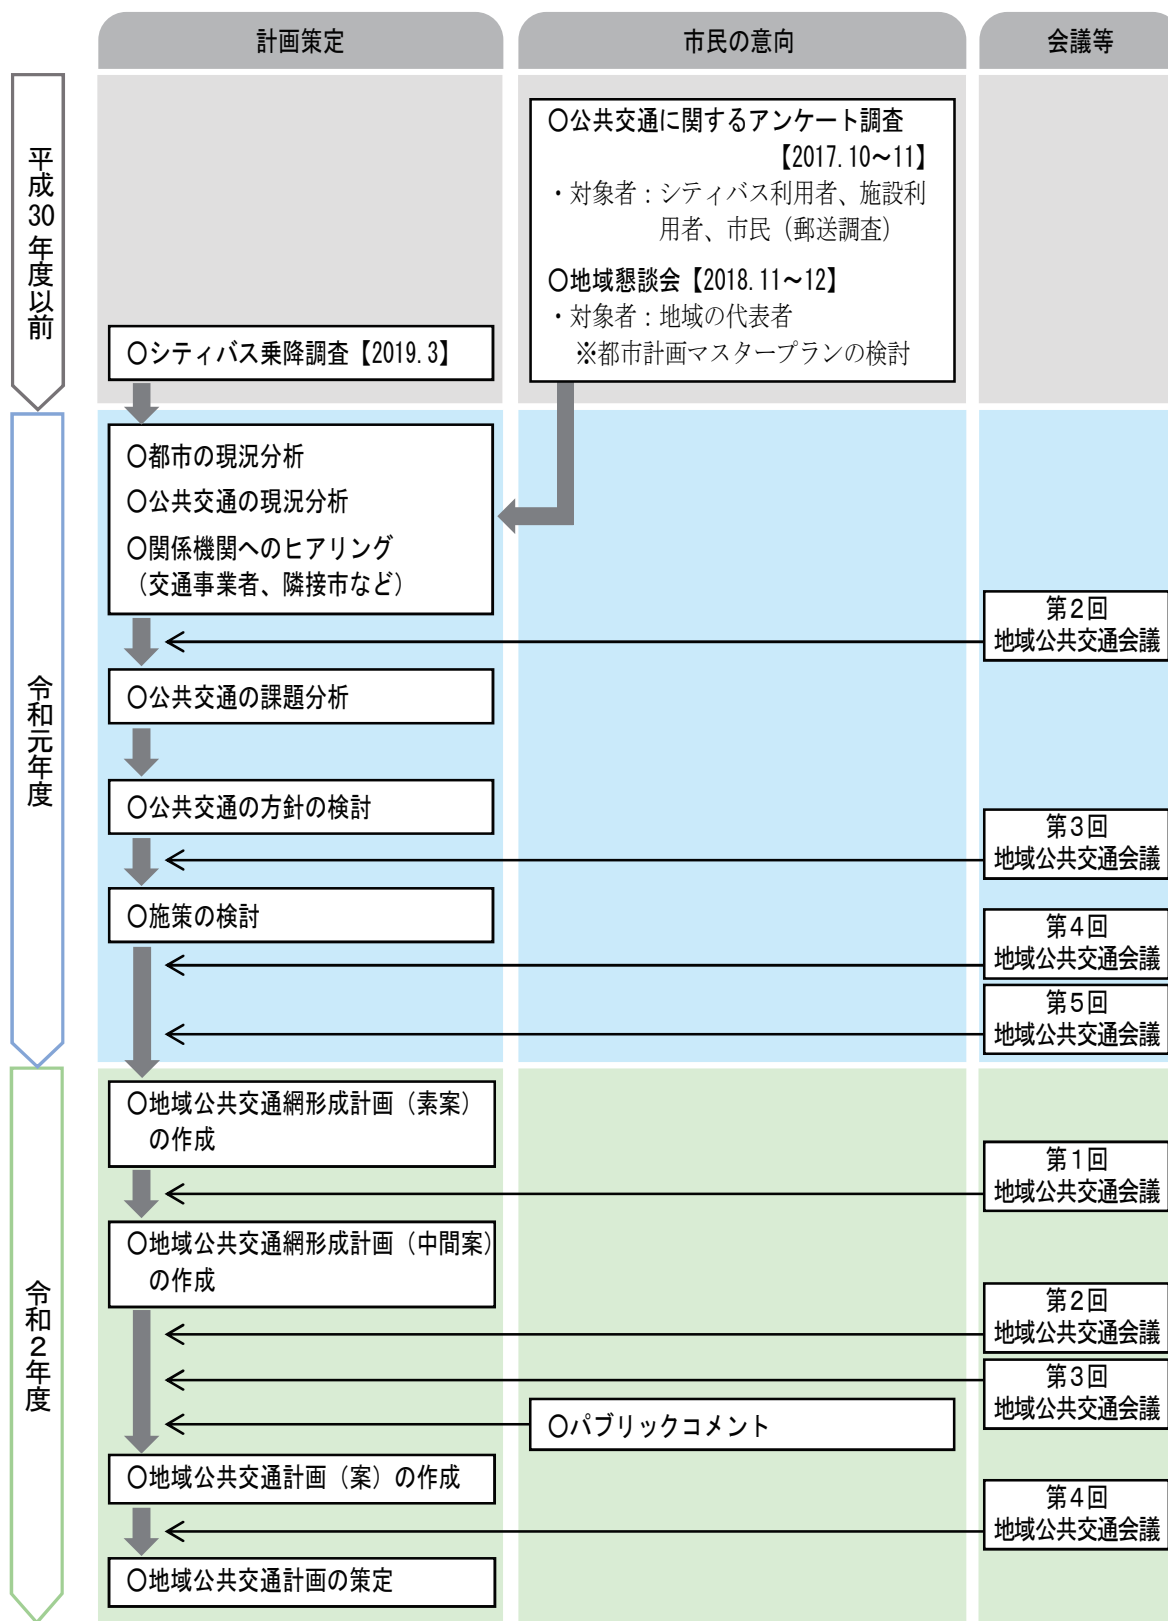 計画策定
市民の意向
会議等
平成30年度以前
〇公共交通に関するアンケート調査
【2017.10～11】
・対象者：シティバス利用者、施設利
用者、市民（郵送調査）
〇地域懇談会【2018.11～12】
・対象者：地域の代表者
※都市計画マスタープランの検討
〇シティバス乗降調査【2019.3】
令和元年度
〇都市の現況分析
〇公共交通の現況分析
〇関係機関へのヒアリング
（交通事業者、隣接市など）
第２回
地域公共交通会議
〇公共交通の課題分析
〇公共交通の方針の検討
第３回
地域公共交通会議
〇施策の検討
第４回
地域公共交通会議
第５回
地域公共交通会議
令和２年度
〇地域公共交通網形成計画（素案）
の作成
第１回
地域公共交通会議
〇地域公共交通網形成計画（中間案）
の作成
第２回
地域公共交通会議
第３回
地域公共交通会議
〇パブリックコメント
〇地域公共交通計画（案）の作成
第４回
地域公共交通会議
〇地域公共交通計画の策定